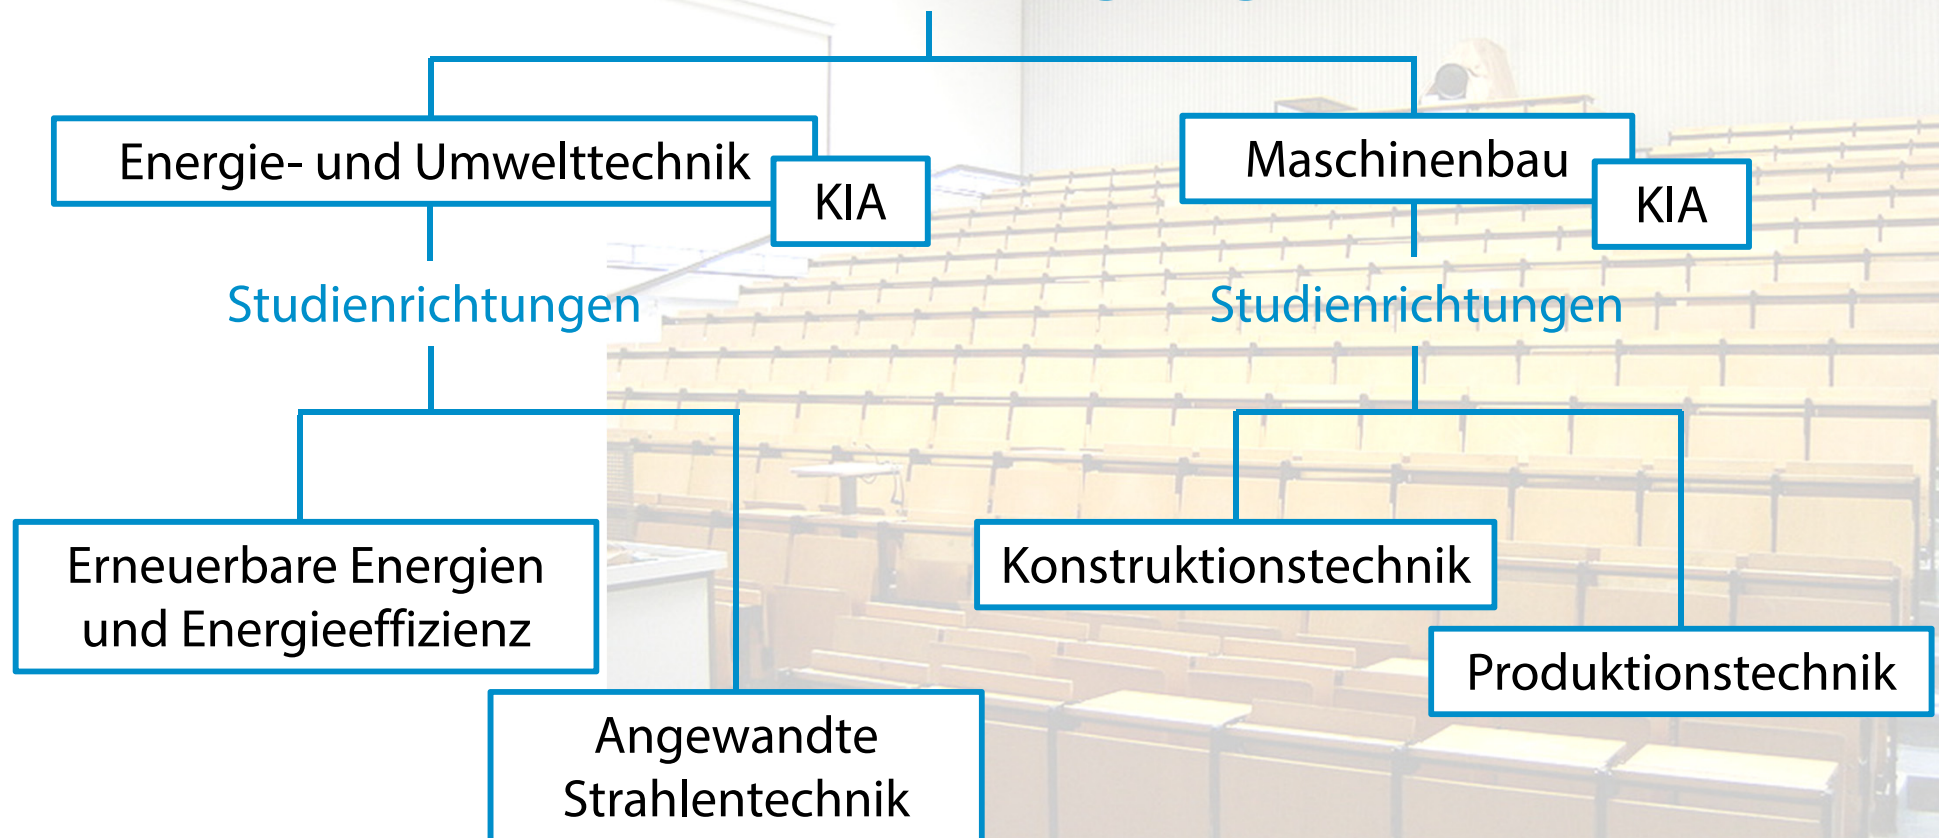 Energie- und Umwelttechnik
KIA
Maschinenbau
KIA
Studienrichtungen
Studienrichtungen
Erneuerbare Energien
und Energieeffizienz
Konstruktionstechnik
Produktionstechnik
Angewandte
Strahlentechnik